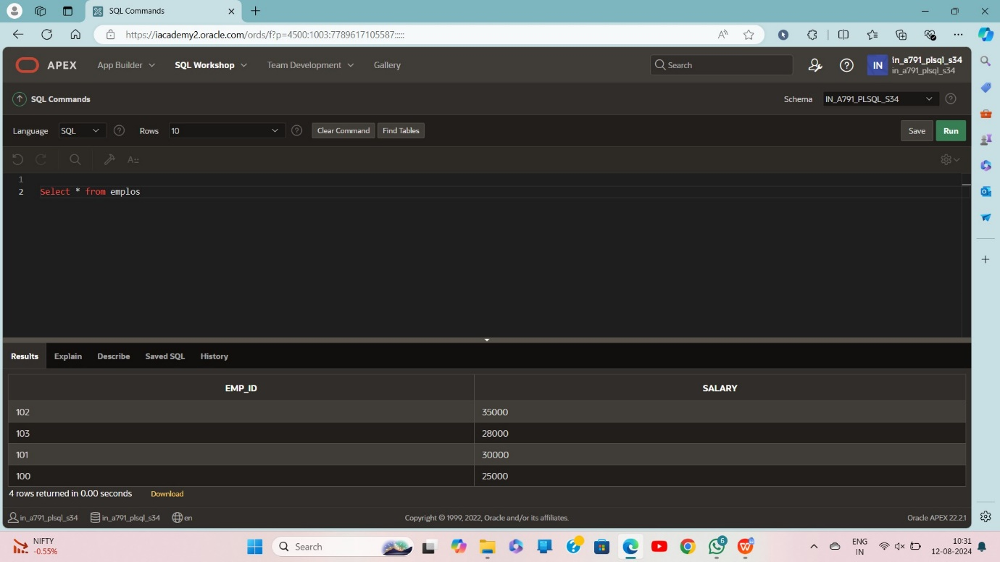 SQL Commands
https://iacademy2.oracle.com/ords/f?p=4500:1003:7789617105587:::::
APEX App Builder SQL Workshop Team Development Gallery Search IN in_a791_plsql_s34
in_a791_plsql_s34
SQL Commands Schema IN_A791_PLSQL_S34
Language SQL Rows 10 Clear Command Find Tables Save Run
1
2 Select * from emplos
Results Explain Describe Saved SQL History
EMP_ID SALARY
102 35000
103 28000
101 30000
100 25000
4 rows returned in 0.00 seconds Download
in_a791_plsql_s34 in_a791_plsql_s34 en Copyright © 1999, 2022, Oracle and/or its affiliates. Oracle APEX 22.2.1
NIFTY
-0.55%
Search
6
ENG
IN
10:31
12-08-2024